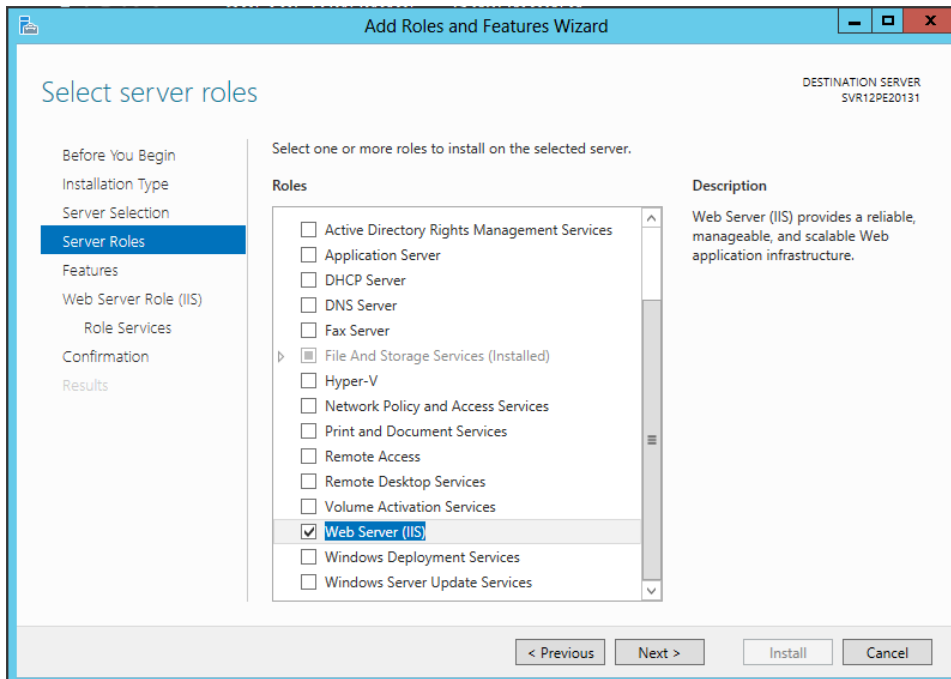 Add Roles and Features Wizard
Select server roles
DESTINATION SERVER
SVR12PE20131
Before You Begin
Installation Type
Server Selection
Server Roles
Features
Web Server Role (IIS)
Role Services
Confirmation
Results
Select one or more roles to install on the selected server.
Roles
Active Directory Rights Management Services
Application Server
DHCP Server
DNS Server
Fax Server
File And Storage Services (Installed)
Hyper-V
Network Policy and Access Services
Print and Document Services
Remote Access
Remote Desktop Services
Volume Activation Services
Web Server (IIS)
Windows Deployment Services
Windows Server Update Services
Description
Web Server (IIS) provides a reliable,
manageable, and scalable Web
application infrastructure.
< Previous
Next >
Install
Cancel